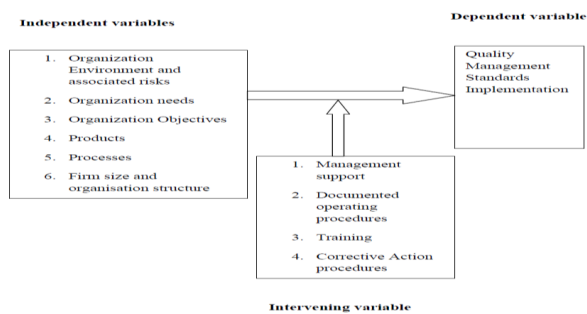 Independent variables
1. Organization
Environment and
associated risks
2. Organization needs
3. Organization Objectives
4. Products
5. Processes
6. Firm size and
organisation structure
Dependent variable
Quality
Management
Standards
Implementation
1. Management
support
2. Documented
operating
procedures
3. Training
4. Corrective Action
procedures
Intervening variable